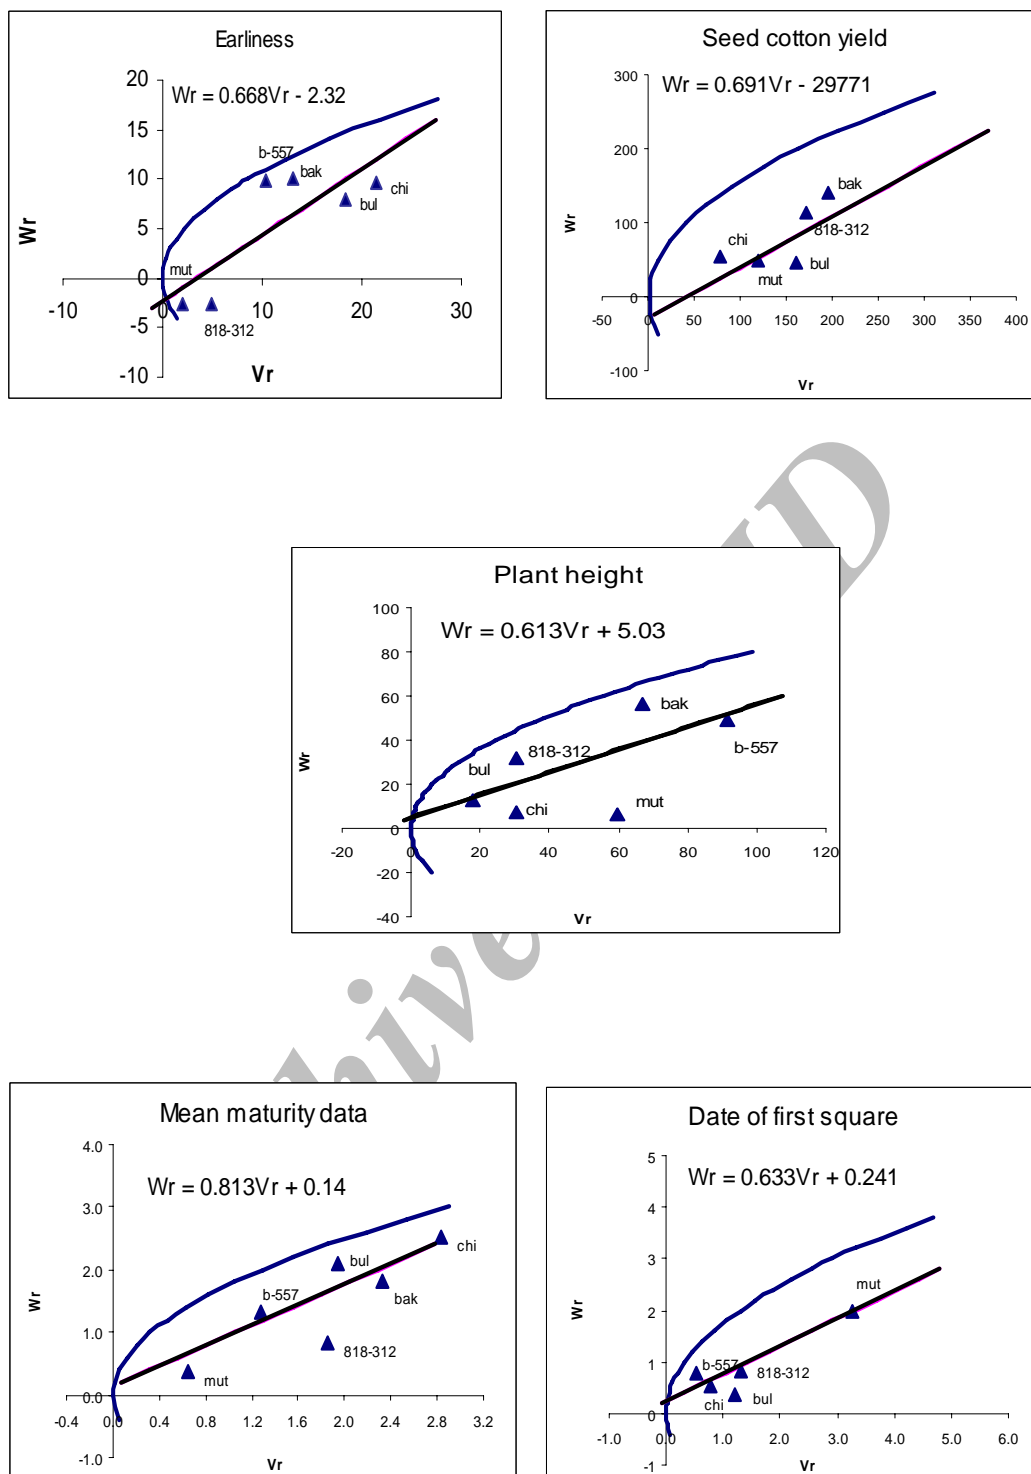 Earliness
Wr = 0.668Vr - 2.32
20
15
10
5
0
-5
-10
-10
0
10
20
30
b-557
bak
chi
bul
mut
818-312
Wr
Vr
Seed cotton yield
Wr = 0.691Vr - 29771
300
200
100
0
-100
-50
0
50
100
150
200
250
300
350
400
bak
818-312
chi
mut
bul
Wr
Vr
Plant height
Wr = 0.613Vr + 5.03
100
80
60
40
20
0
-20
-40
-20
0
20
40
60
80
100
120
bak
818-312
b-557
bul
chi
mut
Wr
Vr
Mean maturity data
Wr = 0.813Vr + 0.14
4.0
3.0
2.0
1.0
0.0
-1.0
-0.4
0.0
0.4
0.8
1.2
1.6
2.0
2.4
2.8
3.2
chi
bul
bak
b-557
818-312
mut
Wr
Vr
Date of first square
Wr = 0.633Vr + 0.241
5
4
3
2
1
0
-1
-1.0
0.0
1.0
2.0
3.0
4.0
5.0
6.0
mut
b-557
818-312
chi
bul
Wr
Vr